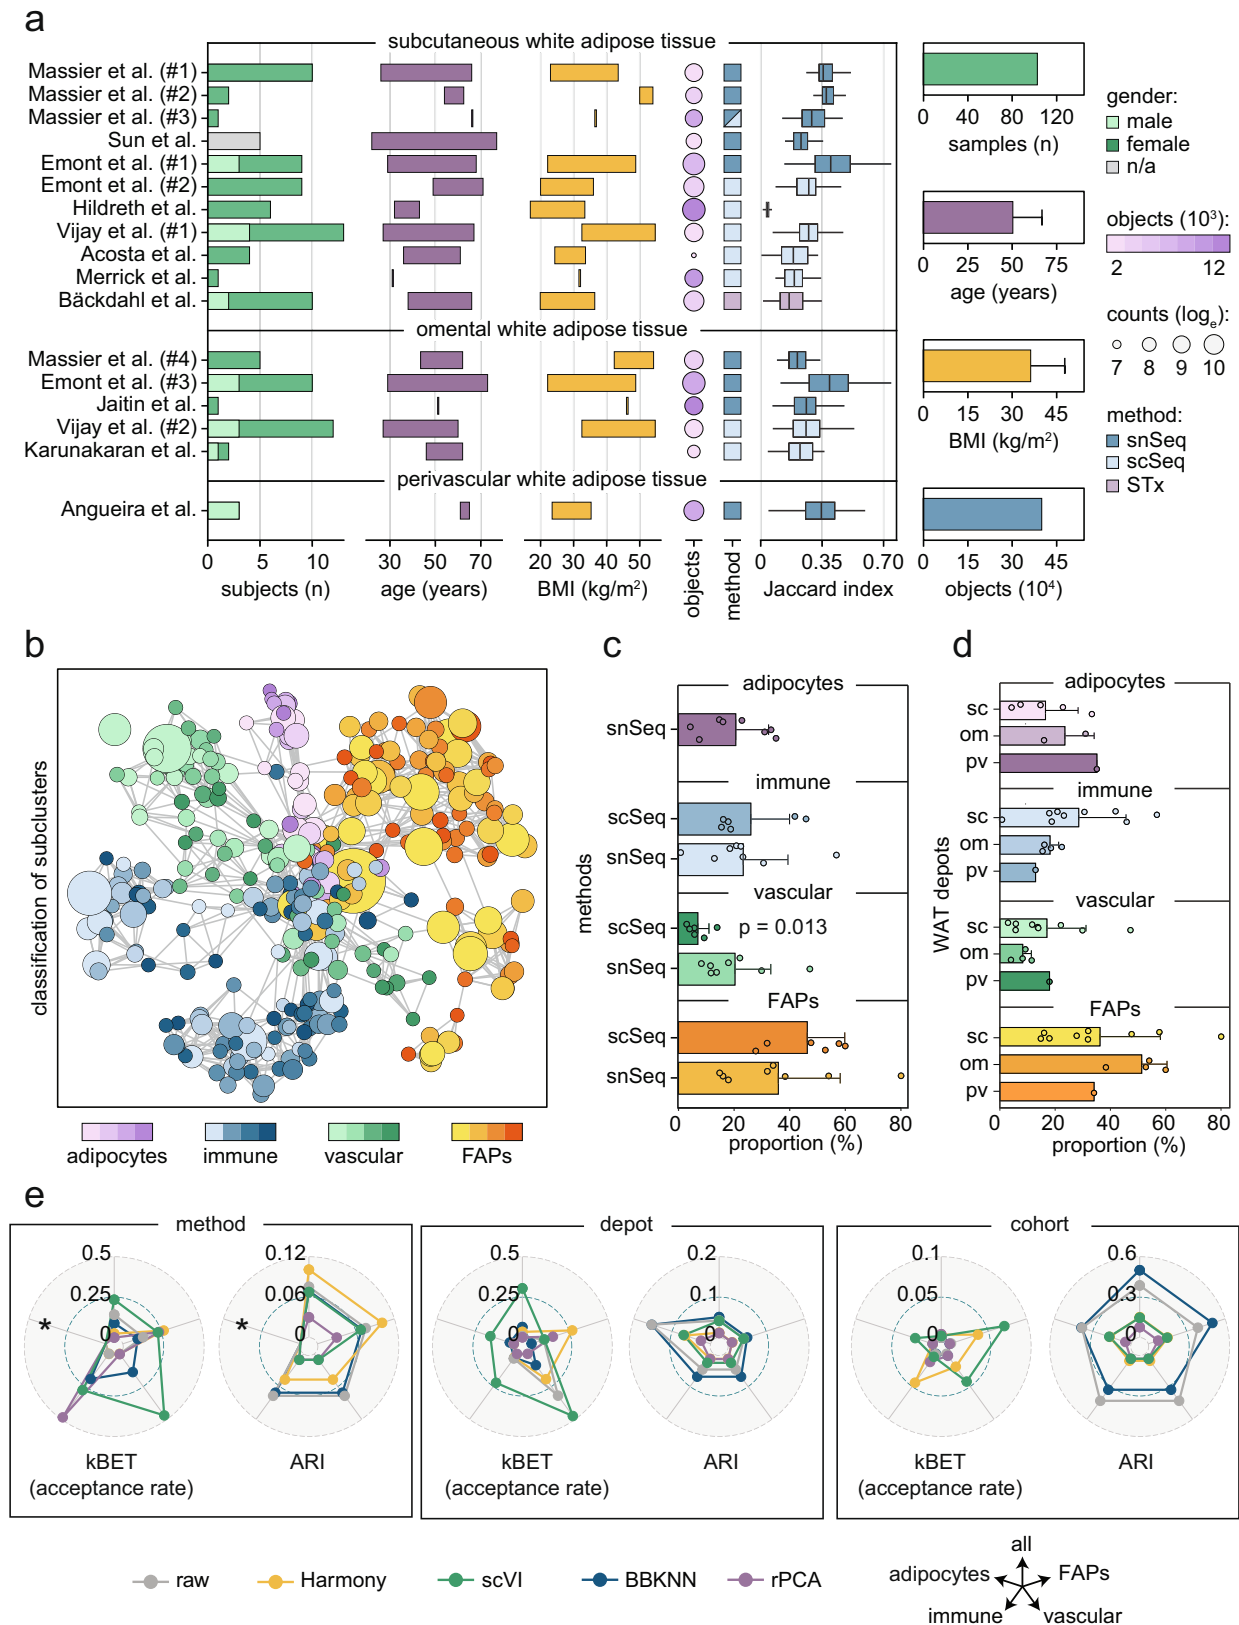 a
subcutaneous white adipose tissue
Massier et al. (#1)
Massier et al. (#2)
Massier et al. (#3)
Sun et al.
Emont et al. (#1)
Emont et al. (#2)
Hildreth et al.
Vijay et al. (#1)
Acosta et al.
Merrick et al.
Bäckdahl et al.
omental white adipose tissue
Massier et al. (#4)
Emont et al. (#3)
Jaitin et al.
Vijay et al. (#2)
Karunakaran et al.
perivascular white adipose tissue
Angueira et al.
0 5 10
subjects (n)
30 50 70
age (years)
20 30 40 50
BMI (kg/m²)
objects
method
0 0.35 0.70
Jaccard index
0 40 80 120
samples (n)
0 25 50 75
age (years)
0 15 30 45
BMI (kg/m²)
0 15 30 45
objects (10⁴)
gender:
male
female
n/a
objects (10³):
2 12
counts (logₑ):
7 8 9 10
method:
snSeq
scSeq
STx
b
classification of subclusters
adipocytes
immune
vascular
FAPs
c
methods
adipocytes
snSeq
immune
scSeq
snSeq
vascular
scSeq
p = 0.013
snSeq
FAPs
scSeq
snSeq
0 20 40 60 80
proportion (%)
d
WAT depots
adipocytes
sc
om
pv
immune
sc
om
pv
vascular
sc
om
pv
FAPs
sc
om
pv
0 20 40 60 80
proportion (%)
e
method
0.5
0.25
0
*
kBET
(acceptance rate)
0.12
0.06
0
*
ARI
depot
0.5
0.25
0
kBET
(acceptance rate)
0.2
0.1
0
ARI
cohort
0.1
0.05
0
kBET
(acceptance rate)
0.6
0.3
0
ARI
raw
Harmony
scVI
BBKNN
rPCA
all
adipocytes
FAPs
immune
vascular